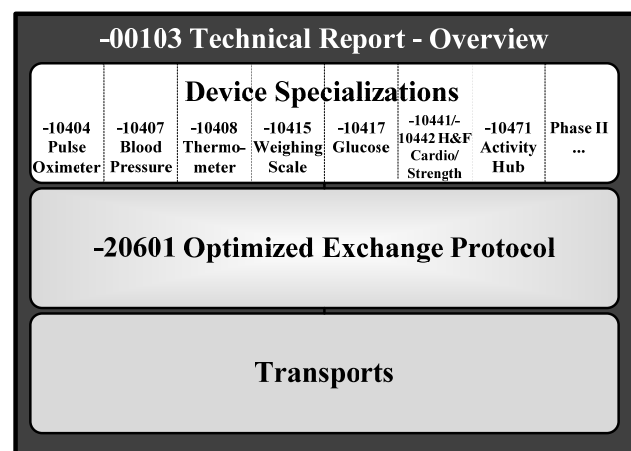 -00103 Technical Report - Overview
Device Specializations
-10404
Pulse
Oximeter
-10407
Blood
Pressure
-10408
Thermo-
meter
-10415
Weighing
Scale
-10417
Glucose
-10441/-
10442 H&F
Cardio/
Strength
-10471
Activity
Hub
Phase II
...
-20601 Optimized Exchange Protocol
Transports